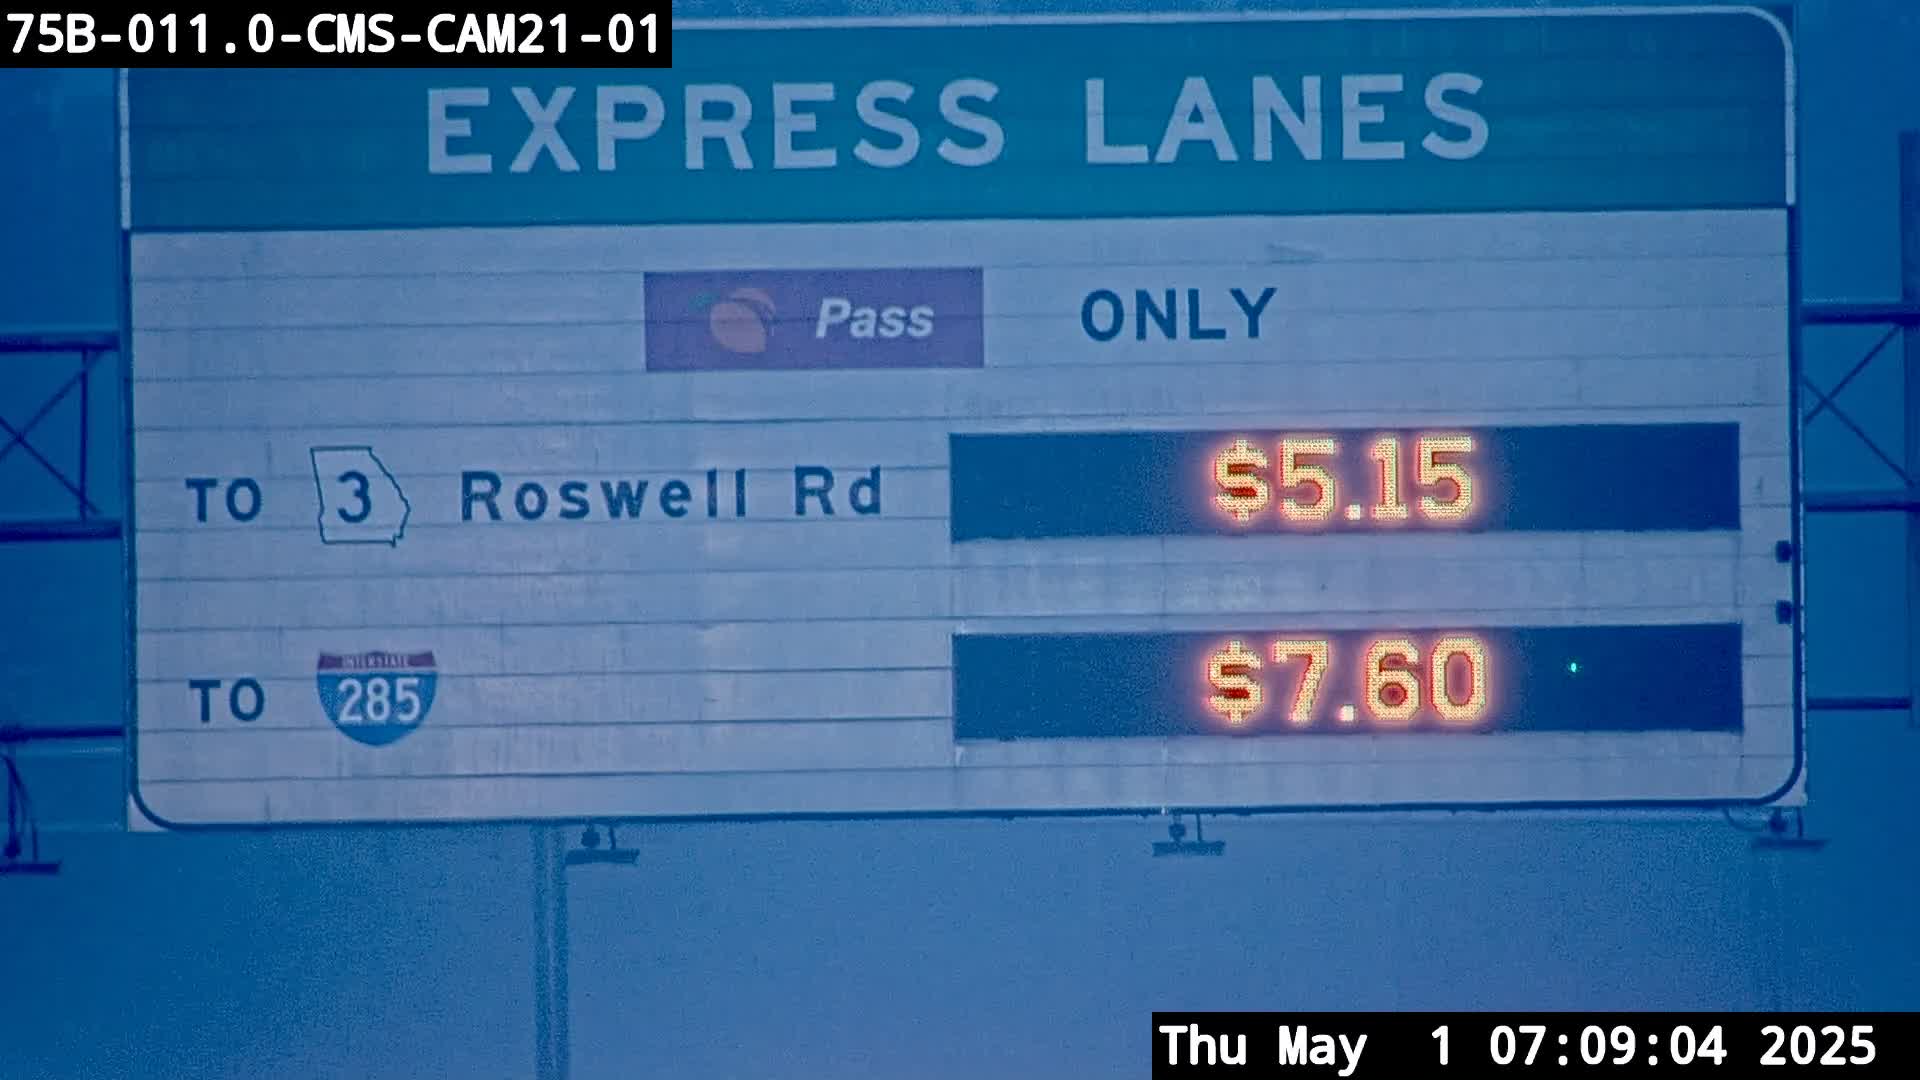 75B-011.0-CMS-CAM21-01
EXPRESS LANES
Pass ONLY
TO 3 Roswell Rd $5.15
INTERSTATE
TO 285 $7.60
Thu May 1 07:09:04 2025